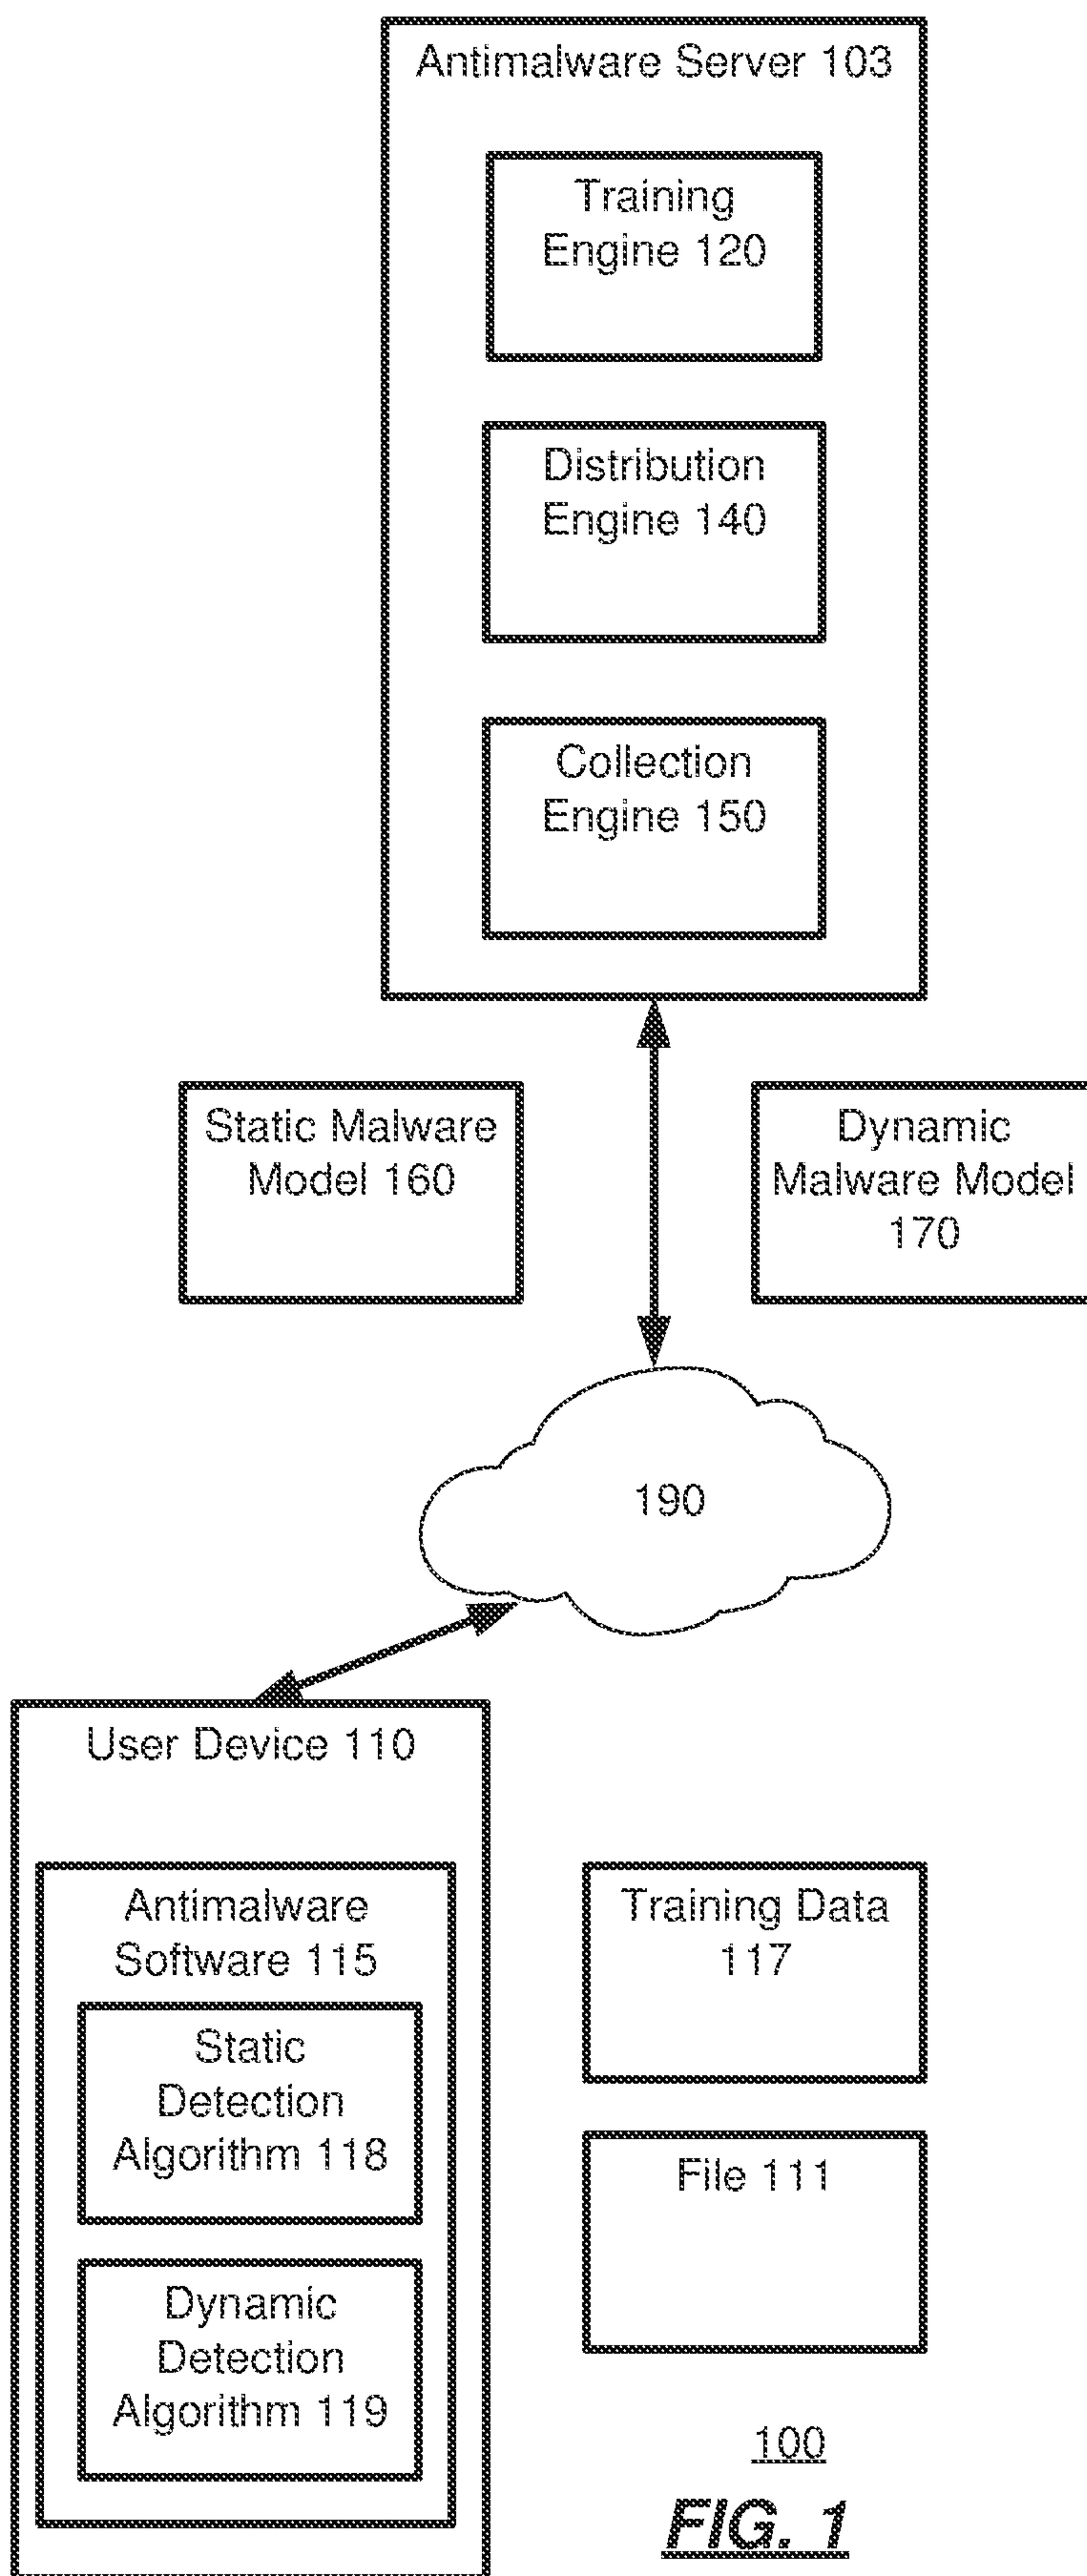 Antimalware Server 103
Training
Engine 120
Distribution
Engine 140
Collection
Engine 150
Static Malware
Model 160
Dynamic
Malware Model
170
190
User Device 110
Antimalware
Software 115
Static
Detection
Algorithm 118
Dynamic
Detection
Algorithm 119
Training Data
117
File 111
100
FIG. 1